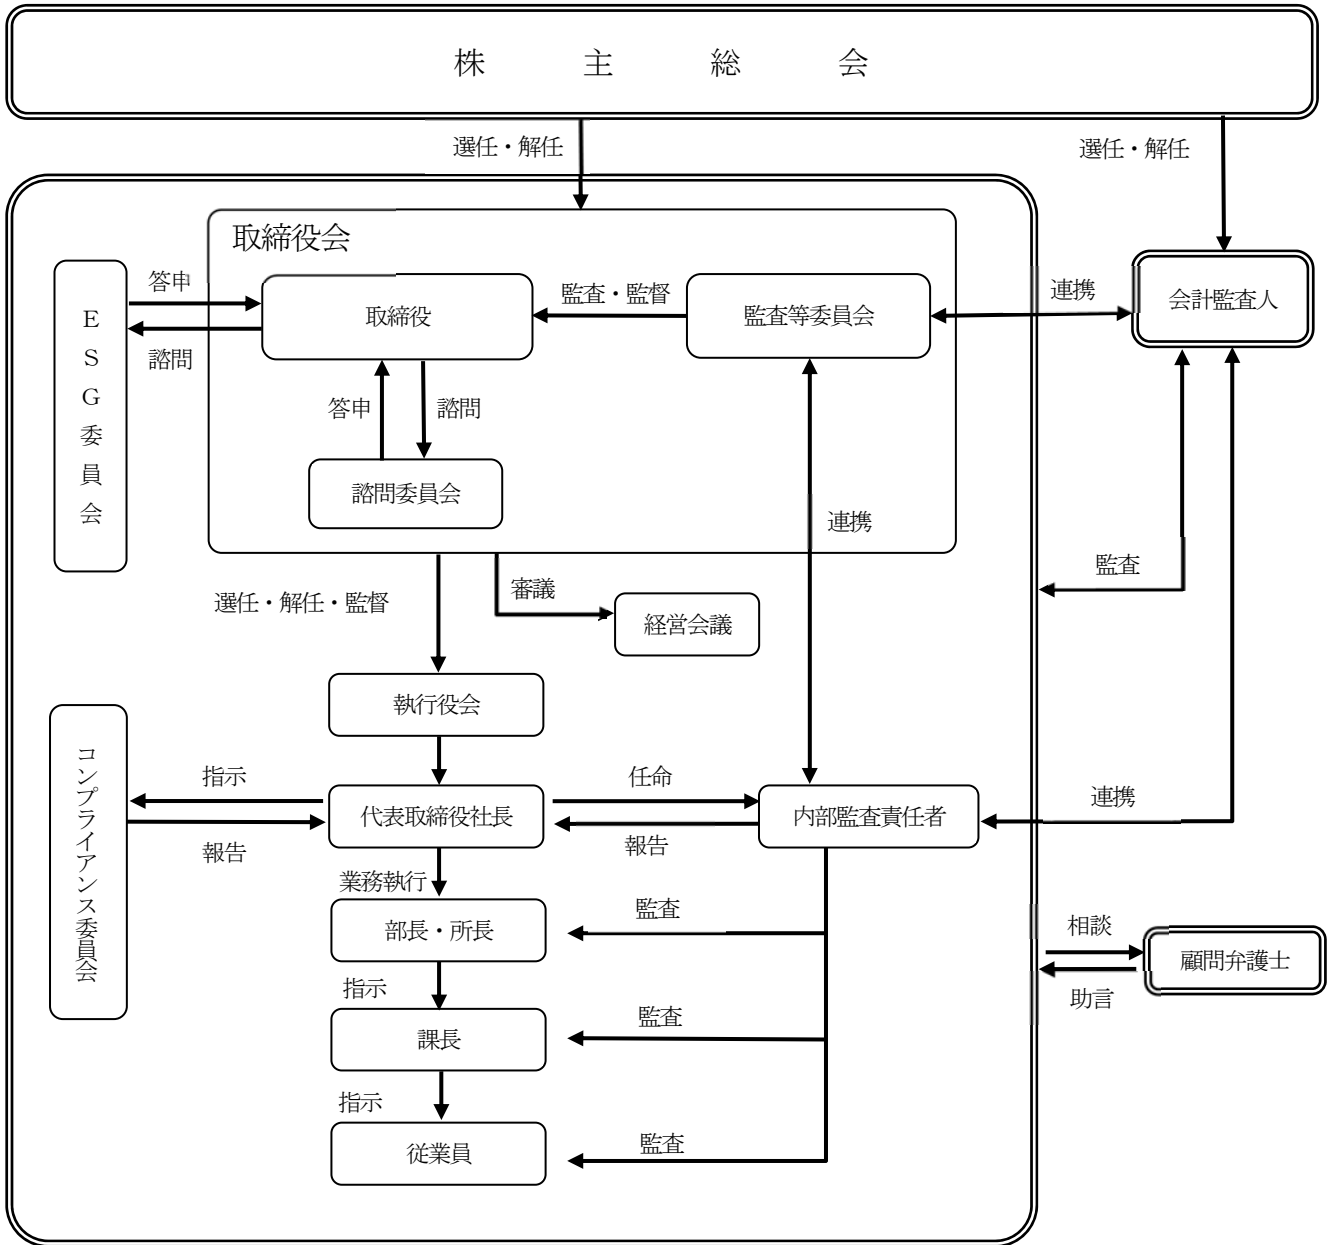 株主総会
選任・解任
選任・解任
取締役会
ESG委員会
答申
諮問
取締役
監査・監督
監査等委員会
連携
会計監査人
答申
諮問
諮問委員会
連携
監査
選任・解任・監督
審議
経営会議
執行役会
コンプライアンス委員会
指示
報告
代表取締役社長
任命
報告
内部監査責任者
連携
業務執行
部長・所長
監査
相談
顧問弁護士
助言
指示
課長
監査
指示
従業員
監査